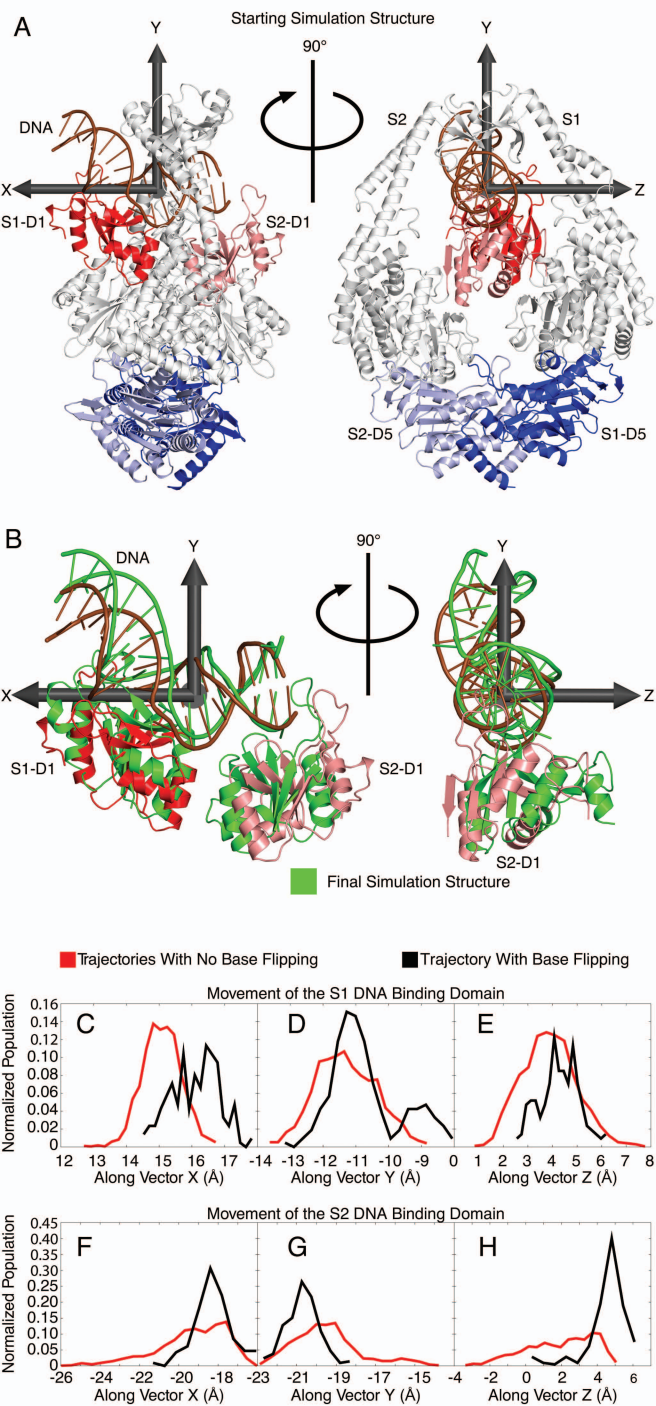 A
Starting Simulation Structure
90°
Y
Y
DNA
S2
S1
X
Z
S1-D1
S2-D1
S2-D5
S1-D5
B
90°
Y
Y
DNA
X
Z
S1-D1
S2-D1
S2-D1
Final Simulation Structure
Trajectories With No Base Flipping
Trajectory With Base Flipping
Movement of the S1 DNA Binding Domain
Normalized Population
0.16
0.14
0.12
0.10
0.08
0.06
0.04
0.02
0
C
D
E
12 13 14 15 16 17
-14 -13 -12 -11 -10 -9 0
1 2 3 4 5 6 7 8
Along Vector X (Å)
Along Vector Y (Å)
Along Vector Z (Å)
Movement of the S2 DNA Binding Domain
Normalized Population
0.45
0.40
0.35
0.30
0.25
0.20
0.15
0.10
0.05
0
F
G
H
-26 -24 -22 -20 -18 -16
-23 -21 -19 -17 -15
-4 -2 0 2 4 6
Along Vector X (Å)
Along Vector Y (Å)
Along Vector Z (Å)